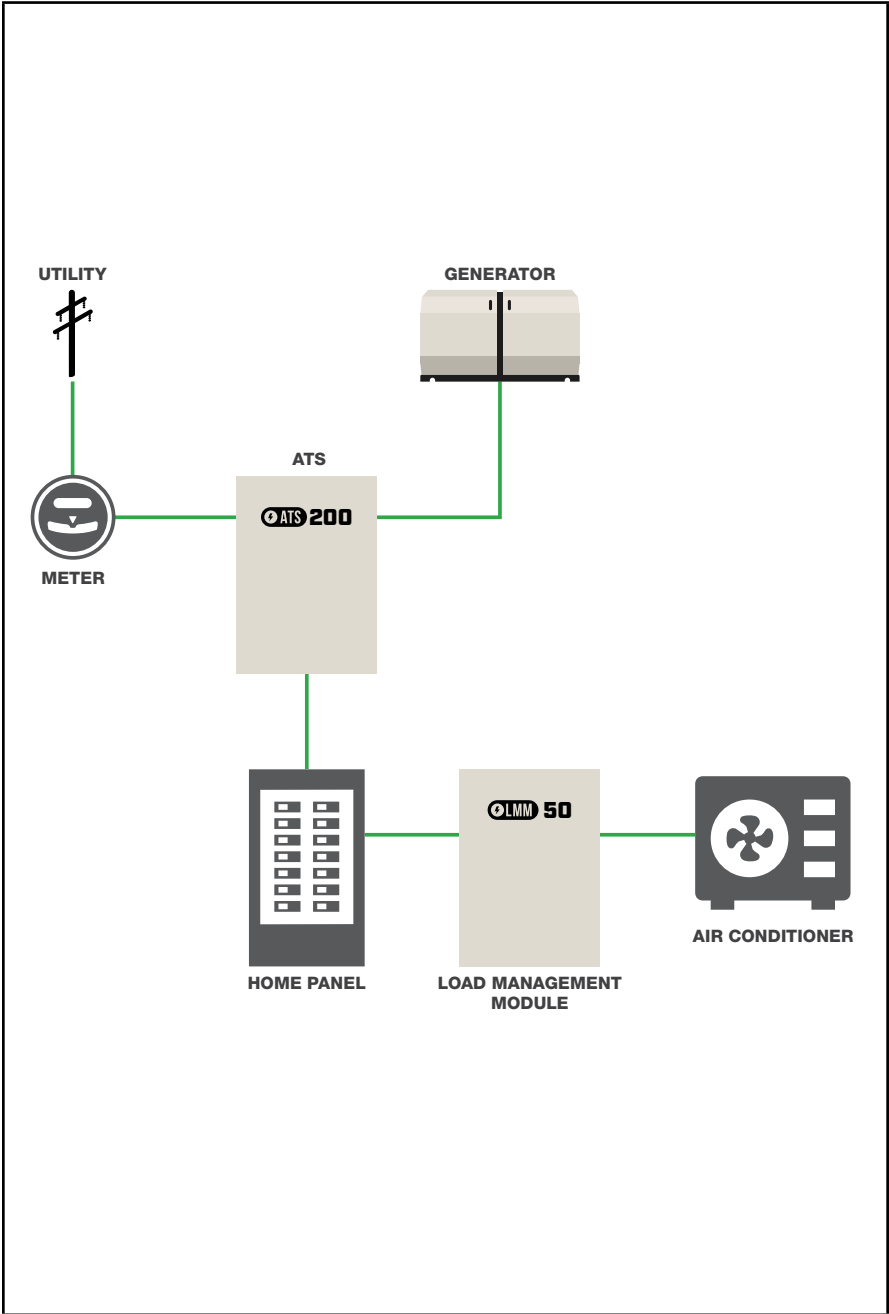 UTILITY
GENERATOR
ATS
ATS 200
METER
LMM 50
AIR CONDITIONER
HOME PANEL
LOAD MANAGEMENT
MODULE